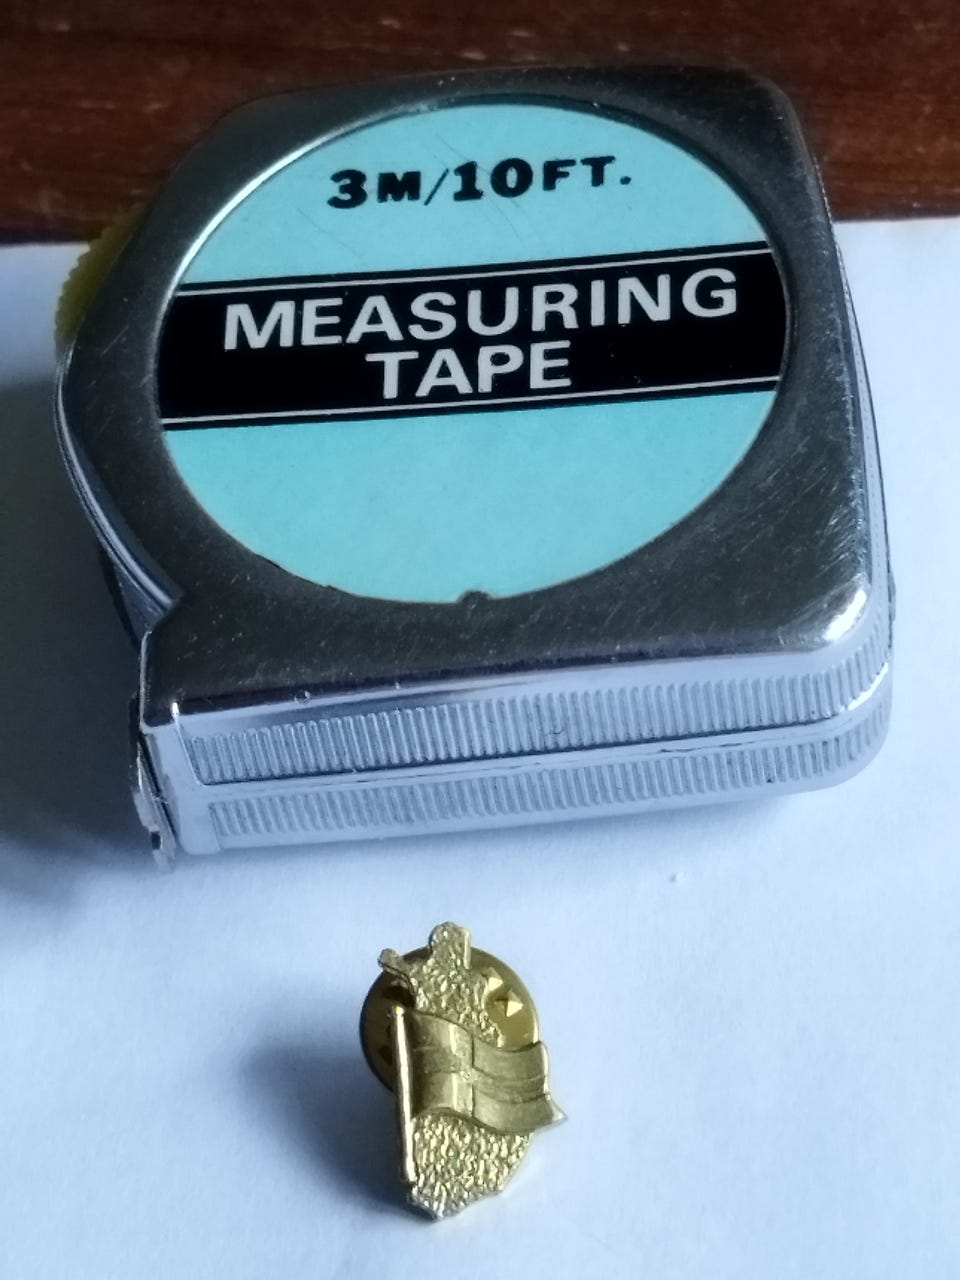 3M/10FT.
MEASURING
TAPE